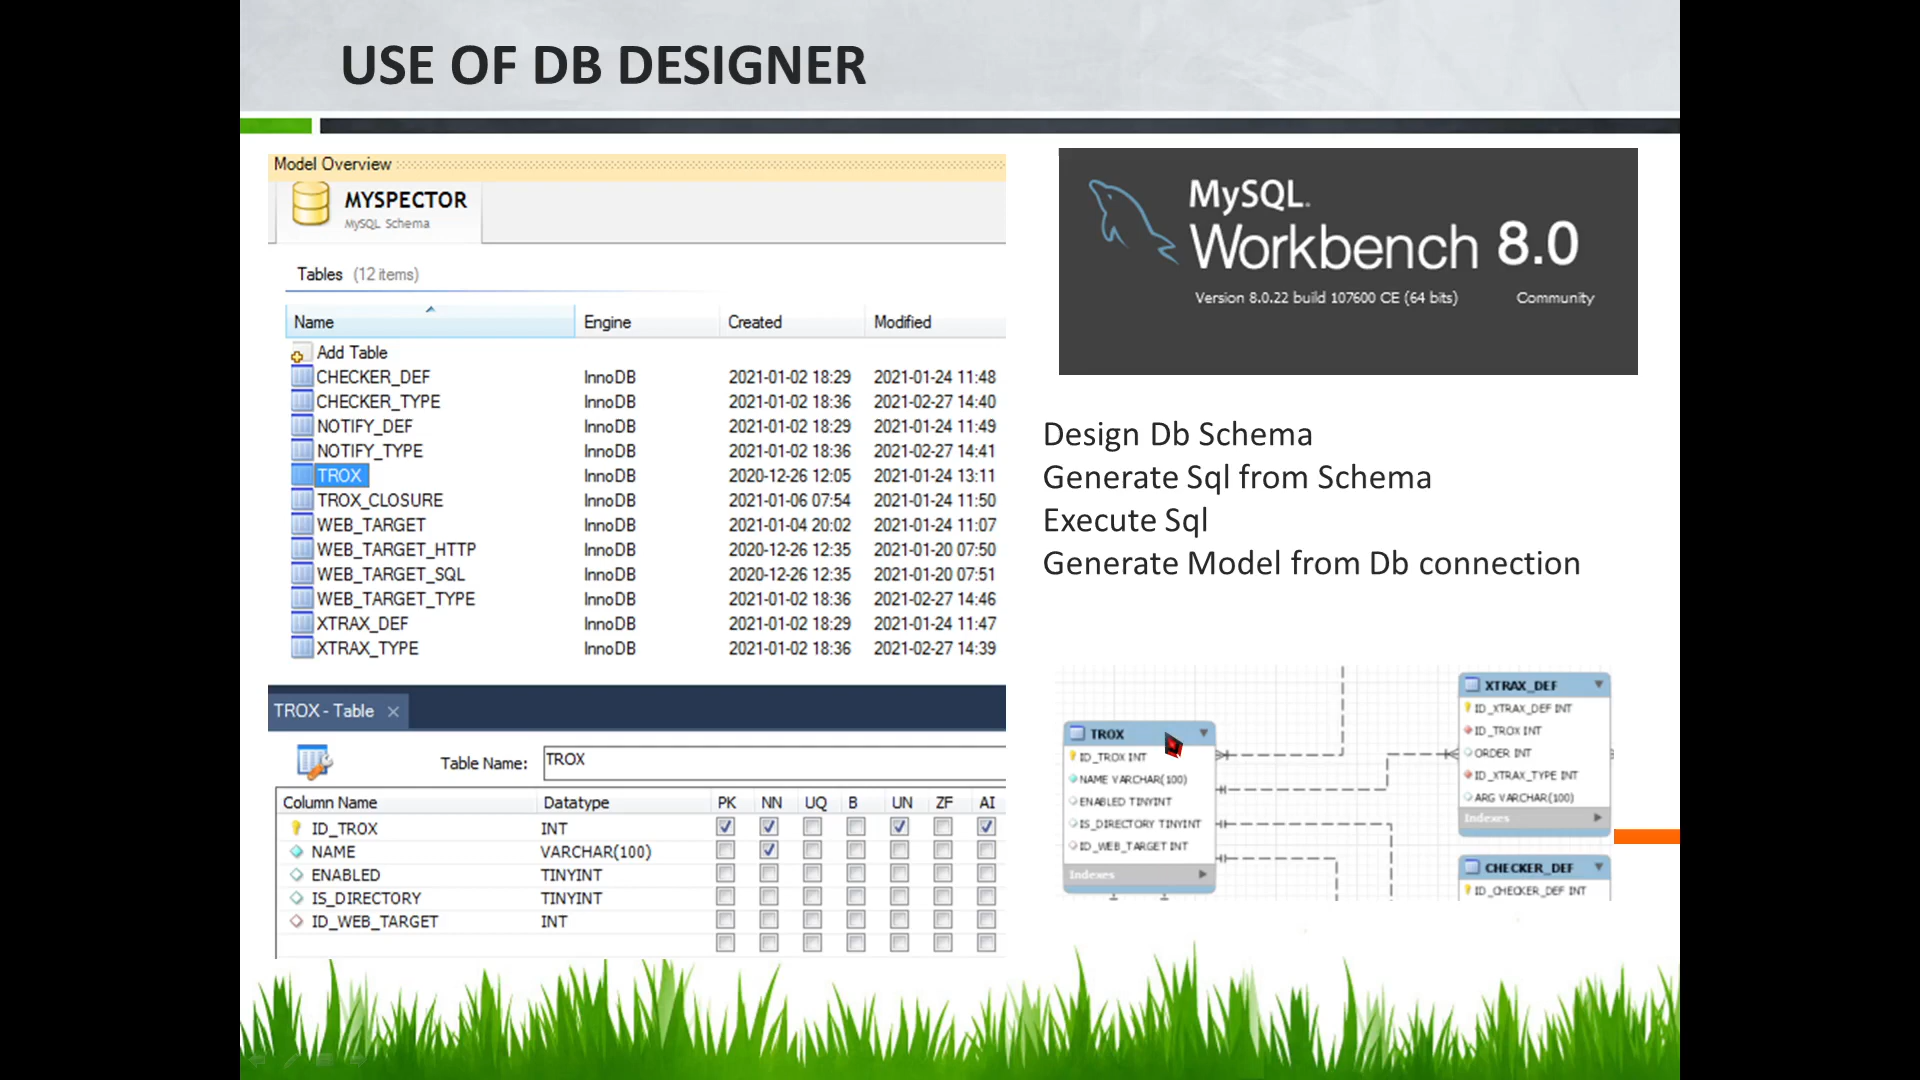 USE OF DB DESIGNER
Model Overview
MYSPECTOR
MySQL Schema
Tables (12 items)
Name Engine Created Modified
Add Table
CHECKER_DEF InnoDB 2021-01-02 18:29 2021-01-24 11:48
CHECKER_TYPE InnoDB 2021-01-02 18:36 2021-02-27 14:40
NOTIFY_DEF InnoDB 2021-01-02 18:29 2021-01-24 11:49
NOTIFY_TYPE InnoDB 2021-01-02 18:36 2021-02-27 14:41
TROX InnoDB 2020-12-26 12:05 2021-01-24 13:11
TROX_CLOSURE InnoDB 2021-01-06 07:54 2021-01-24 11:50
WEB_TARGET InnoDB 2021-01-04 20:02 2021-01-24 11:07
WEB_TARGET_HTTP InnoDB 2020-12-26 12:35 2021-01-20 07:50
WEB_TARGET_SQL InnoDB 2020-12-26 12:35 2021-01-20 07:51
WEB_TARGET_TYPE InnoDB 2021-01-02 18:36 2021-02-27 14:46
XTRAX_DEF InnoDB 2021-01-02 18:29 2021-01-24 11:47
XTRAX_TYPE InnoDB 2021-01-02 18:36 2021-02-27 14:39
TROX - Table
Table Name: TROX
Column Name Datatype PK NN UQ B UN ZF AI
ID_TROX INT
NAME VARCHAR(100)
ENABLED TINYINT
IS_DIRECTORY TINYINT
ID_WEB_TARGET INT
MySQL.
Workbench 8.0
Version 8.0.22 build 107600 CE (64 bits) Community
Design Db Schema
Generate Sql from Schema
Execute Sql
Generate Model from Db connection
TROX
ID_TROX INT
NAME VARCHAR(100)
ENABLED TINYINT
IS_DIRECTORY TINYINT
ID_WEB_TARGET INT
Indexes
XTRAX_DEF
ID_XTRAX_DEF INT
ID_TROX INT
ORDER INT
ID_XTRAX_TYPE INT
ARG VARCHAR(100)
Indexes
CHECKER_DEF
ID_CHECKER_DEF INT